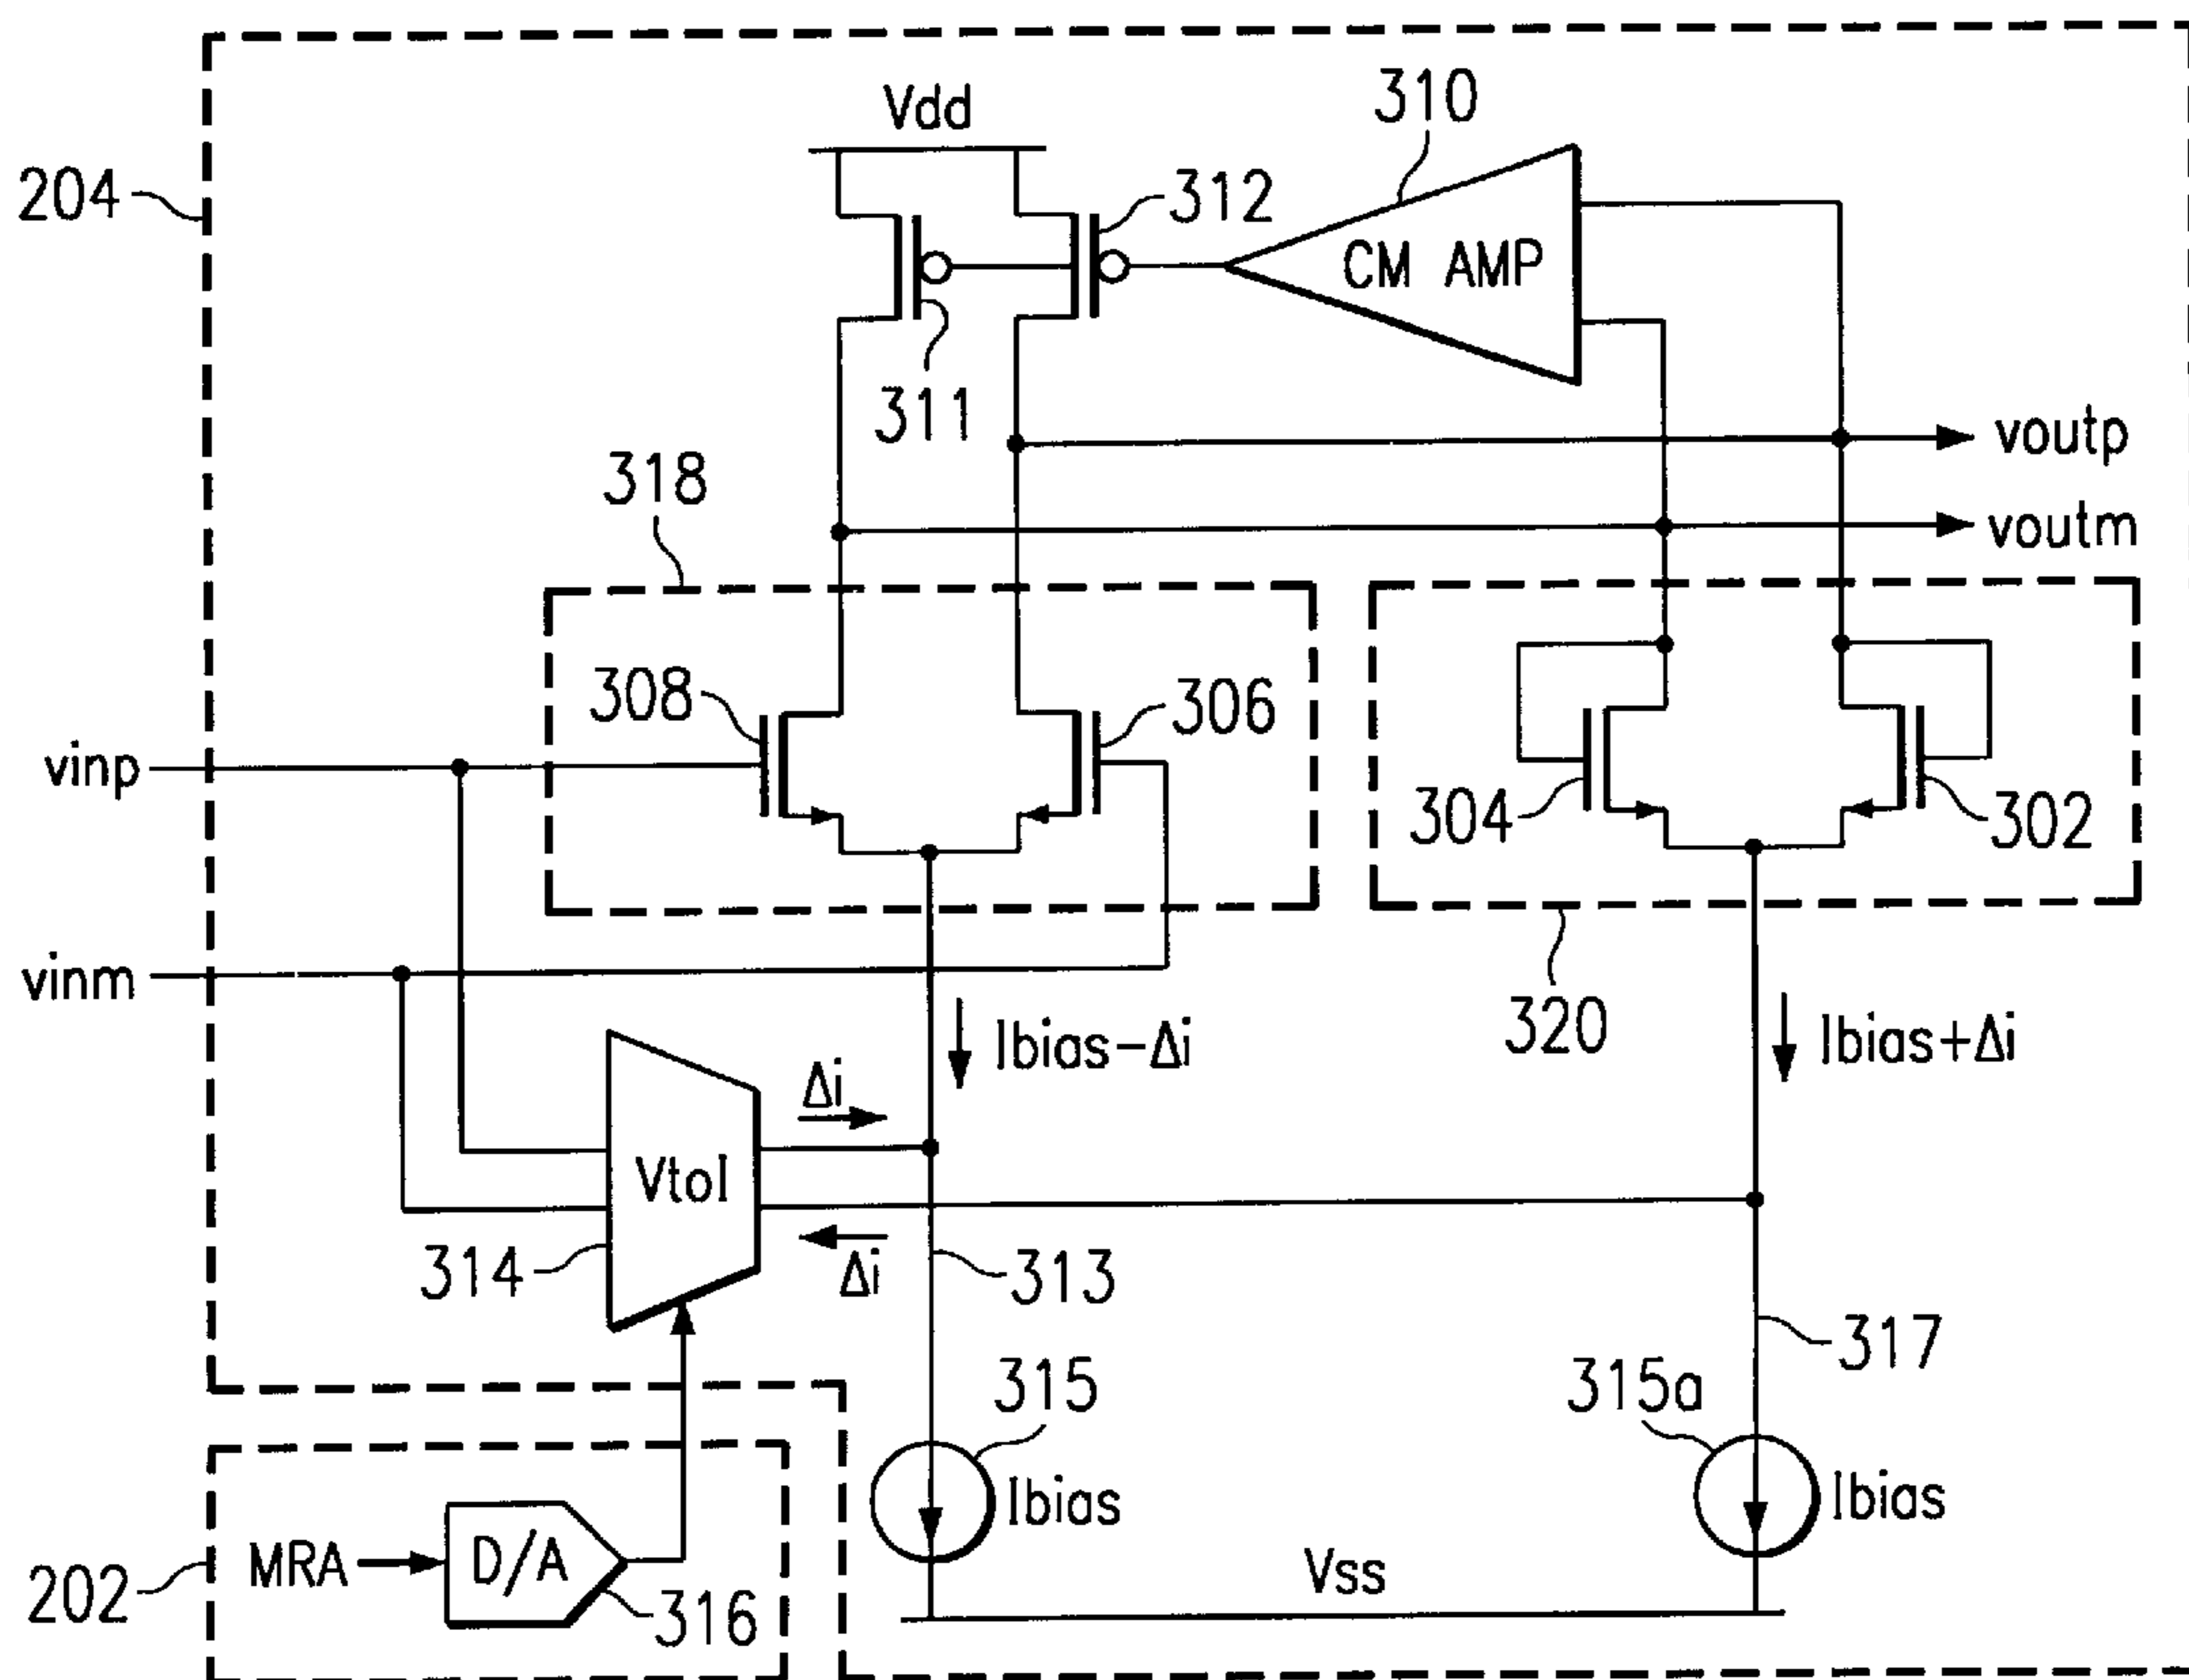 204
Vdd
310
312
CM AMP
311
voutp
318
voutm
308
306
vinp
304
302
vinm
320
Ibias-Δi
Ibias+Δi
Δi
VtoI
314
Δi
313
317
315
315a
Ibias
Ibias
MRA
D/A
202
316
Vss